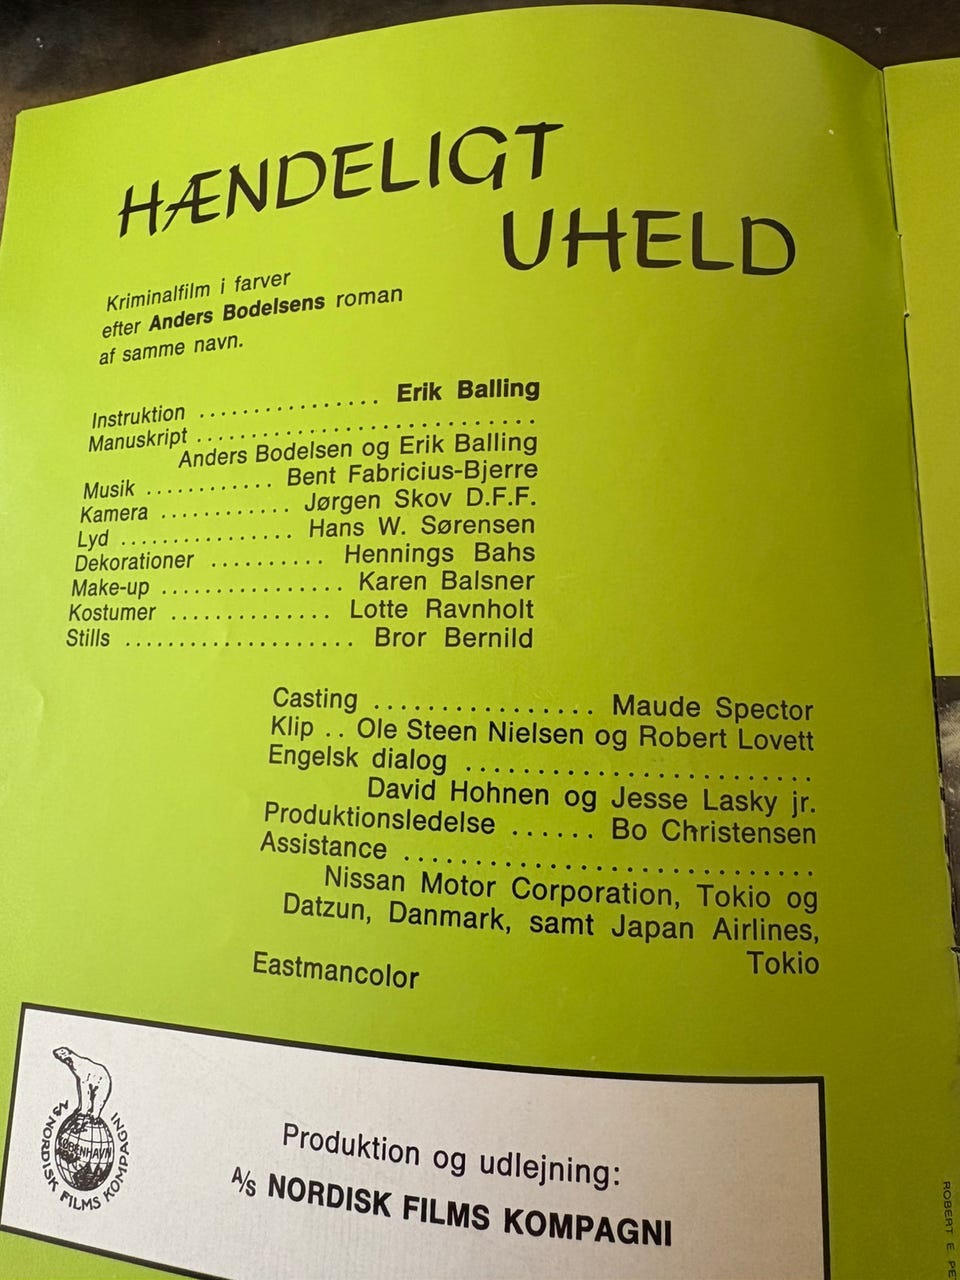 HÆNDELIGT
UHELD
Kriminalfilm i farver
efter Anders Bodelsens roman
af samme navn.
Instruktion ................ Erik Balling
Manuskript ..............................
Anders Bodelsen og Erik Balling
Musik ............ Bent Fabricius-Bjerre
Kamera ............ Jørgen Skov D.F.F.
Lyd ................ Hans W. Sørensen
Dekorationer .......... Hennings Bahs
Make-up ................. Karen Balsner
Kostumer .............. Lotte Ravnholt
Stills .................... Bror Bernild
Casting ................ Maude Spector
Klip .. Ole Steen Nielsen og Robert Lovett
Engelsk dialog ........................
David Hohnen og Jesse Lasky jr.
Produktionsledelse ...... Bo Christensen
Assistance ............................
Nissan Motor Corporation, Tokio og
Datzun, Danmark, samt Japan Airlines,
Tokio
Eastmancolor
A/S NORDISK FILMS KOMPAGNI
KØBENHAVN
Produktion og udlejning:
A/S NORDISK FILMS KOMPAGNI
ROBERT E. PE